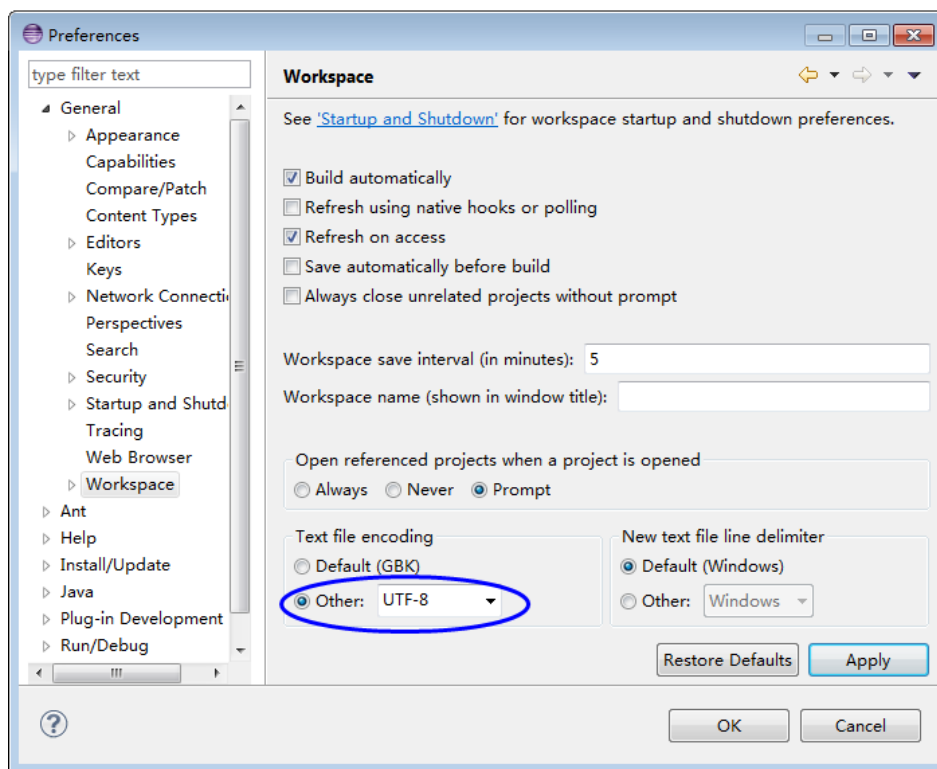 Preferences
type filter text
General
Appearance
Capabilities
Compare/Patch
Content Types
Editors
Keys
Network Connecti
Perspectives
Search
Security
Startup and Shutd
Tracing
Web Browser
Workspace
Ant
Help
Install/Update
Java
Plug-in Development
Run/Debug
Workspace
See 'Startup and Shutdown' for workspace startup and shutdown preferences.
Build automatically
Refresh using native hooks or polling
Refresh on access
Save automatically before build
Always close unrelated projects without prompt
Workspace save interval (in minutes): 5
Workspace name (shown in window title):
Open referenced projects when a project is opened
Always Never Prompt
Text file encoding
Default (GBK)
Other: UTF-8
New text file line delimiter
Default (Windows)
Other: Windows
Restore Defaults Apply
OK Cancel